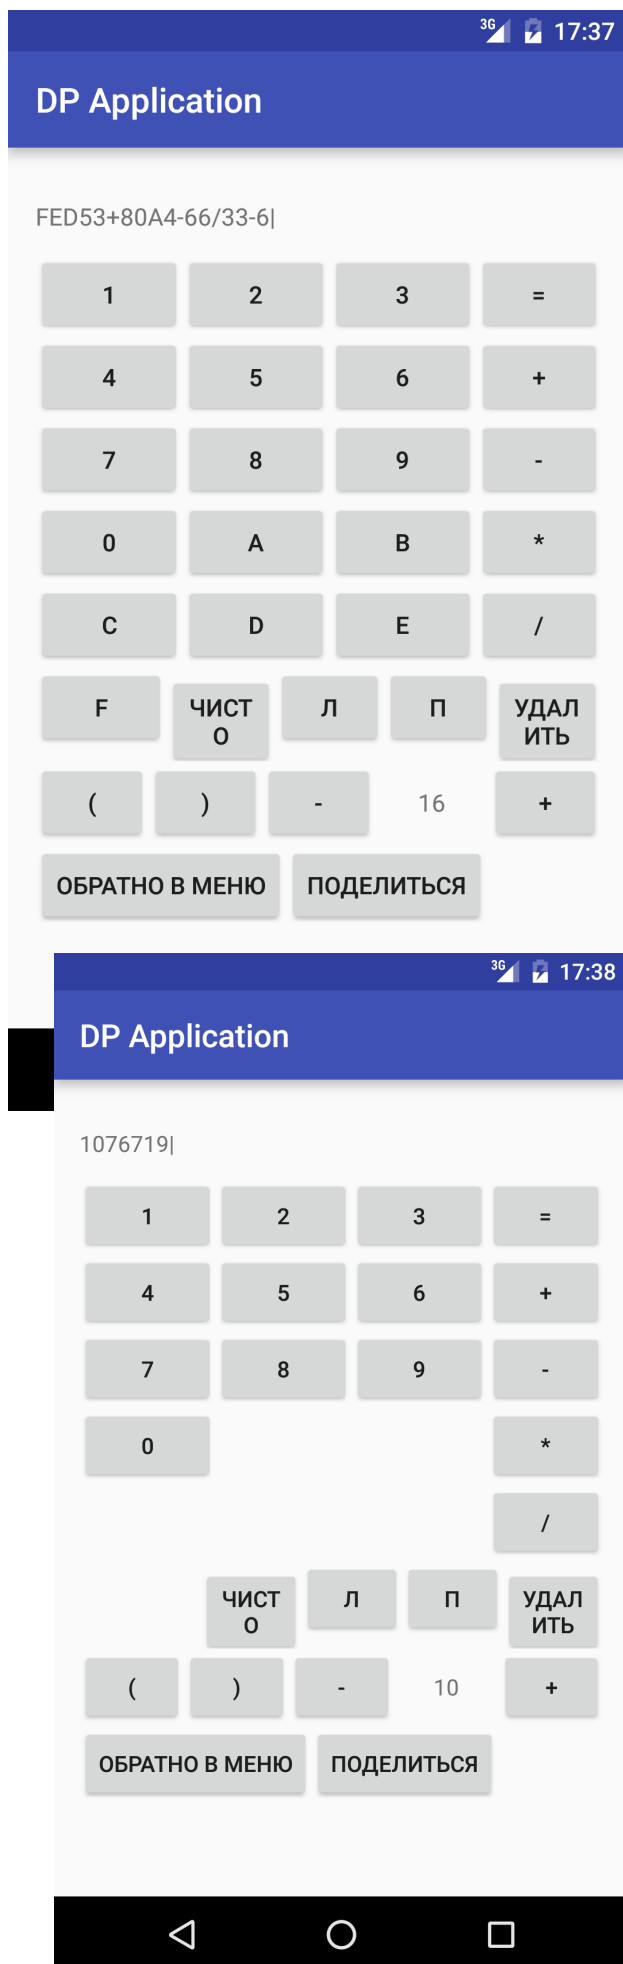 3G 17:37
DP Application
FED53+80A4-66/33-6|
1 2 3 =
4 5 6 +
7 8 9 -
0 A B *
C D E /
F ЧИСТ Л П УДАЛ
О ИТЬ
( ) - 16 +
ОБРАТНО В МЕНЮ ПОДЕЛИТЬСЯ
3G 17:38
DP Application
1076719|
1 2 3 =
4 5 6 +
7 8 9 -
0 *
/
ЧИСТ Л П УДАЛ
О ИТЬ
( ) - 10 +
ОБРАТНО В МЕНЮ ПОДЕЛИТЬСЯ